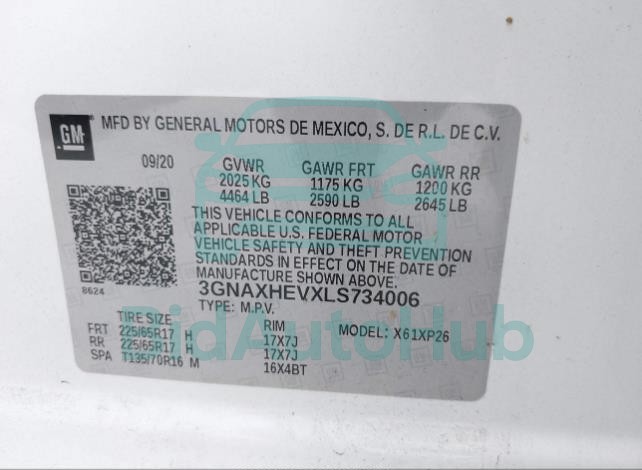 GM
MFD BY GENERAL MOTORS DE MEXICO, S. DE R.L. DE C.V.
09/20 GVWR GAWR FRT GAWR RR
2025 KG 1175 KG 1200 KG
4464 LB 2590 LB 2645 LB
THIS VEHICLE CONFORMS TO ALL
APPLICABLE U.S. FEDERAL MOTOR
VEHICLE SAFETY AND THEFT PREVENTION
STANDARDS IN EFFECT ON THE DATE OF
MANUFACTURE SHOWN ABOVE.
8624
3GNAXHEVXLS734006
TYPE: M.P.V.
TIRE SIZE RIM MODEL: X61XP26
FRT 225/65R17 H 17X7J
RR 225/65R17 H 17X7J
SPA T135/70R16 M 16X4BT
BidAutoHub